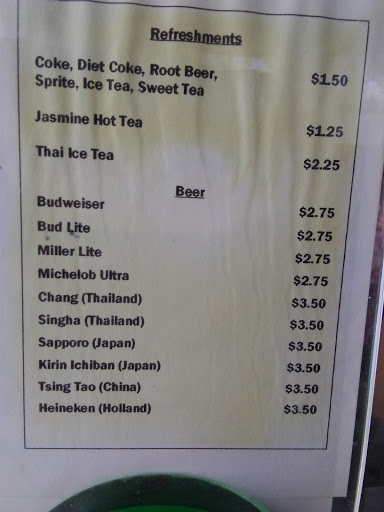 Refreshments
Coke, Diet Coke, Root Beer,
Sprite, Ice Tea, Sweet Tea $1.50
Jasmine Hot Tea $1.25
Thai Ice Tea $2.25
Beer
Budweiser $2.75
Bud Lite $2.75
Miller Lite $2.75
Michelob Ultra $2.75
Chang (Thailand) $3.50
Singha (Thailand) $3.50
Sapporo (Japan) $3.50
Kirin Ichiban (Japan) $3.50
Tsing Tao (China) $3.50
Heineken (Holland) $3.50